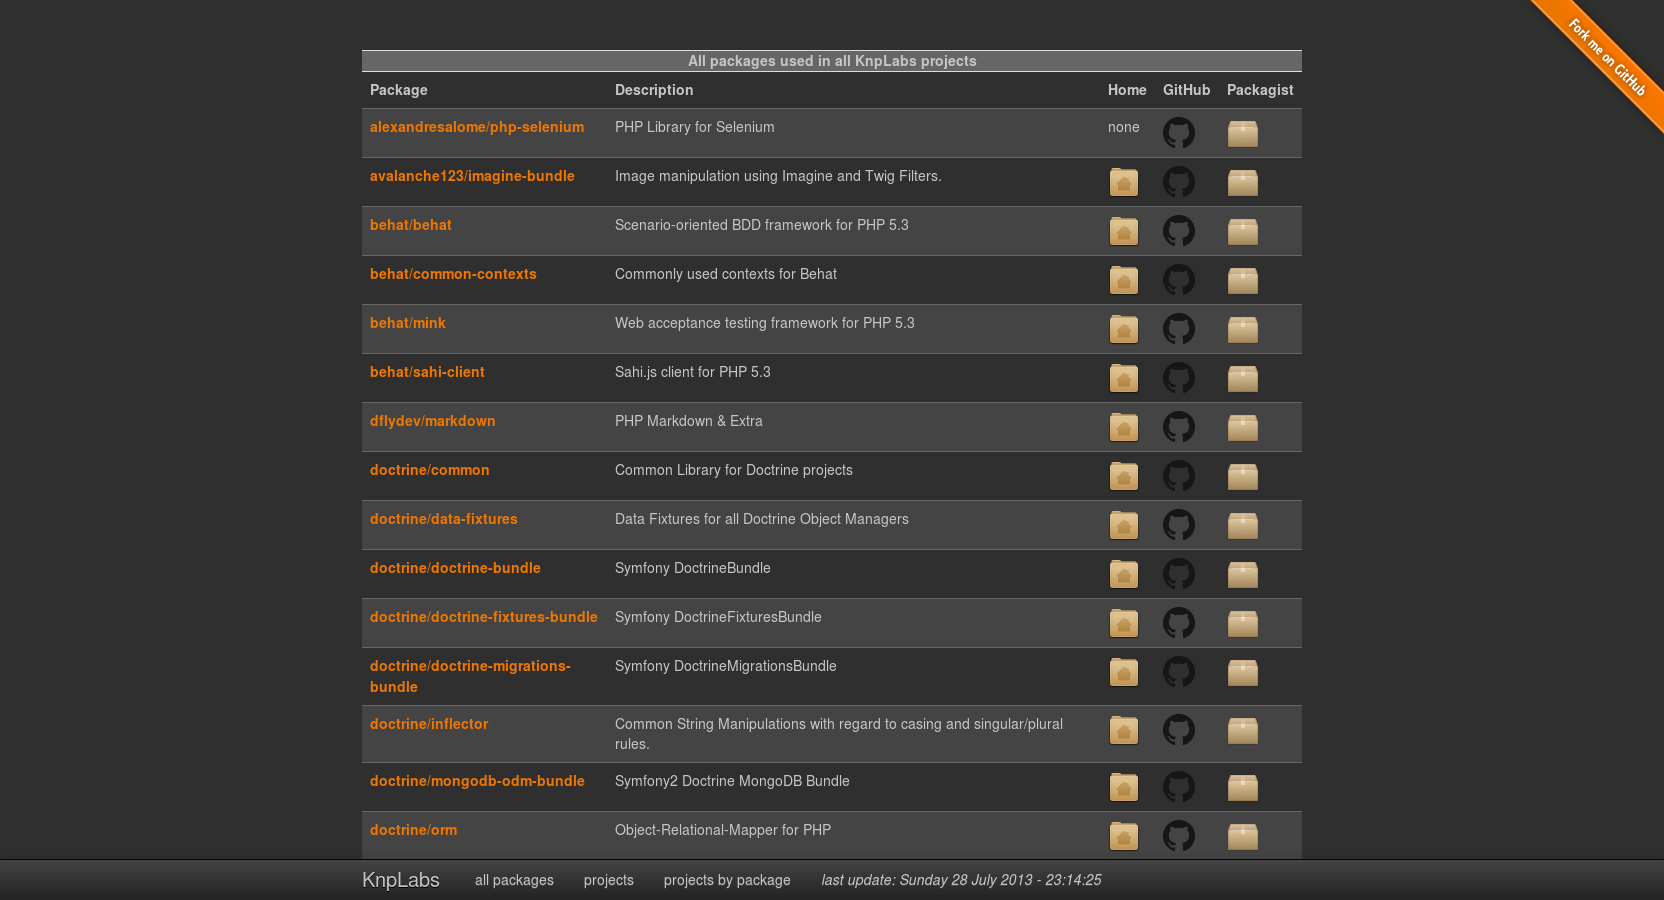 Fork me on GitHub
All packages used in all KnpLabs projects
Package Description Home GitHub Packagist
alexandresalome/php-selenium PHP Library for Selenium none
avalanche123/imagine-bundle Image manipulation using Imagine and Twig Filters.
behat/behat Scenario-oriented BDD framework for PHP 5.3
behat/common-contexts Commonly used contexts for Behat
behat/mink Web acceptance testing framework for PHP 5.3
behat/sahi-client Sahi.js client for PHP 5.3
dflydev/markdown PHP Markdown & Extra
doctrine/common Common Library for Doctrine projects
doctrine/data-fixtures Data Fixtures for all Doctrine Object Managers
doctrine/doctrine-bundle Symfony DoctrineBundle
doctrine/doctrine-fixtures-bundle Symfony DoctrineFixturesBundle
doctrine/doctrine-migrations- Symfony DoctrineMigrationsBundle
bundle
doctrine/inflector Common String Manipulations with regard to casing and singular/plural
rules.
doctrine/mongodb-odm-bundle Symfony2 Doctrine MongoDB Bundle
doctrine/orm Object-Relational-Mapper for PHP
KnpLabs all packages projects projects by package last update: Sunday 28 July 2013 - 23:14:25